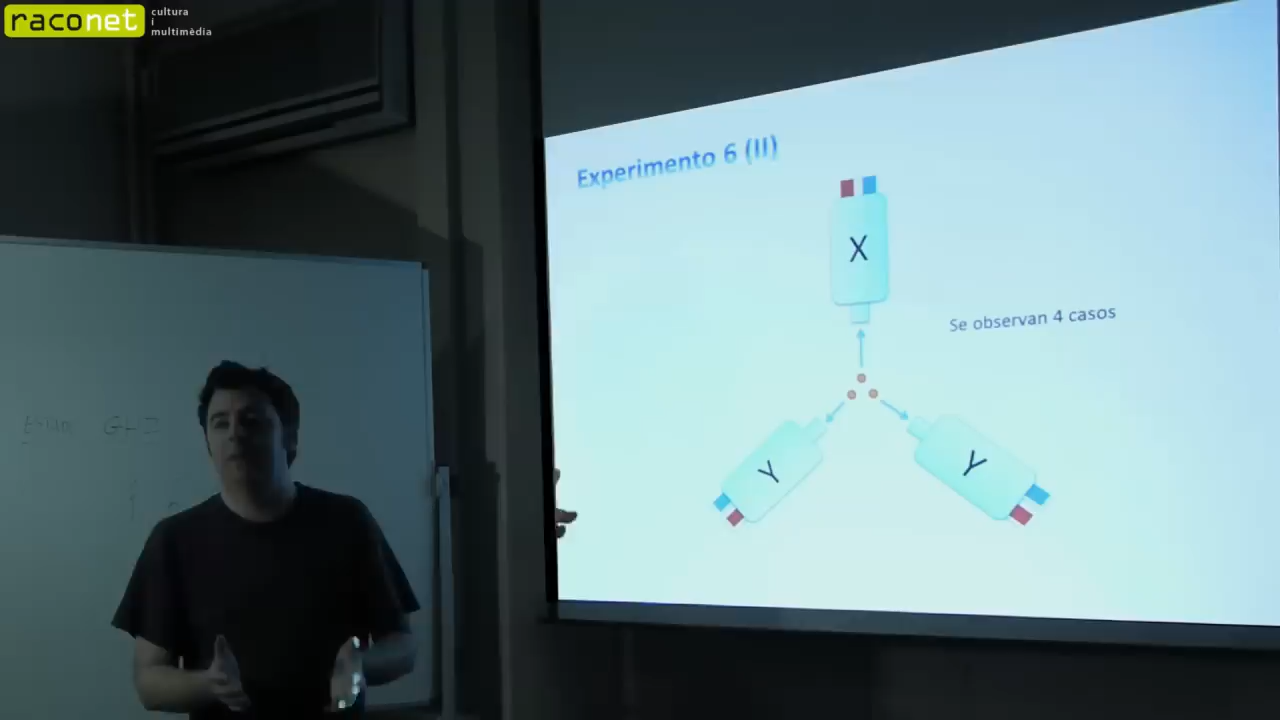 raconet
cultura
i
multimèdia
Experimento 6 (II)
X
Se observan 4 casos
Y
Y